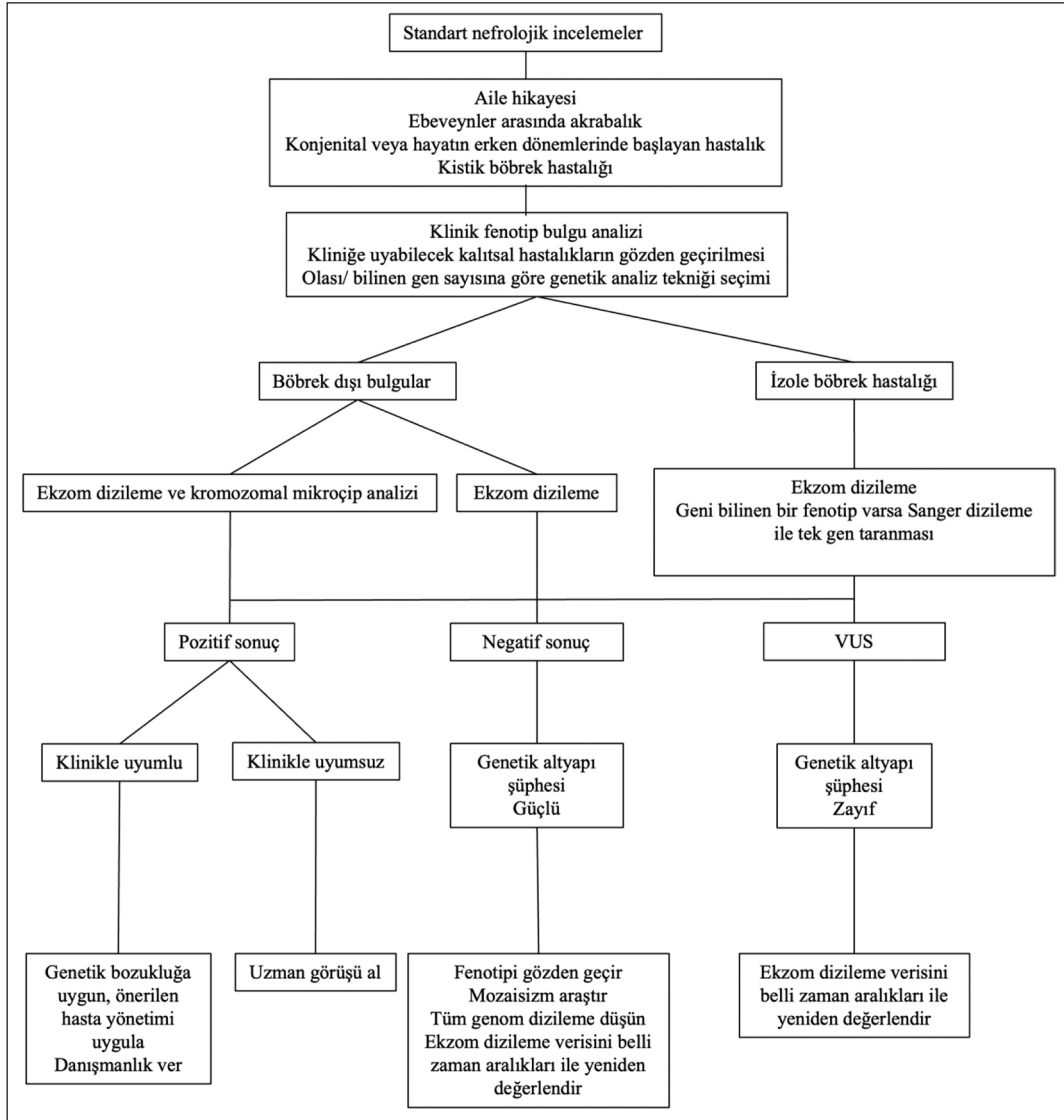 Standart nefrolojik incelemeler
Aile hikayesi
Ebeveynler arasında akrabalık
Konjenital veya hayatın erken dönemlerinde başlayan hastalık
Kistik böbrek hastalığı
Klinik fenotip bulgu analizi
Kliniğe uyabilecek kalıtsal hastalıkların gözden geçirilmesi
Olası/ bilinen gen sayısına göre genetik analiz tekniği seçimi
Böbrek dışı bulgular
İzole böbrek hastalığı
Ekzom dizileme ve kromozomal mikroçip analizi
Ekzom dizileme
Ekzom dizileme
Geni bilinen bir fenotip varsa Sanger dizileme
ile tek gen taranması
Pozitif sonuç
Negatif sonuç
VUS
Klinikle uyumlu
Klinikle uyumsuz
Genetik altyapı
şüphesi
Güçlü
Genetik altyapı
şüphesi
Zayıf
Genetik bozukluğa
uygun, önerilen
hasta yönetimi
uygula
Danışmanlık ver
Uzman görüşü al
Fenotipi gözden geçir
Mozaisizm araştır
Tüm genom dizileme düşün
Ekzom dizileme verisini belli
zaman aralıkları ile yeniden
değerlendir
Ekzom dizileme verisini
belli zaman aralıkları ile
yeniden değerlendir